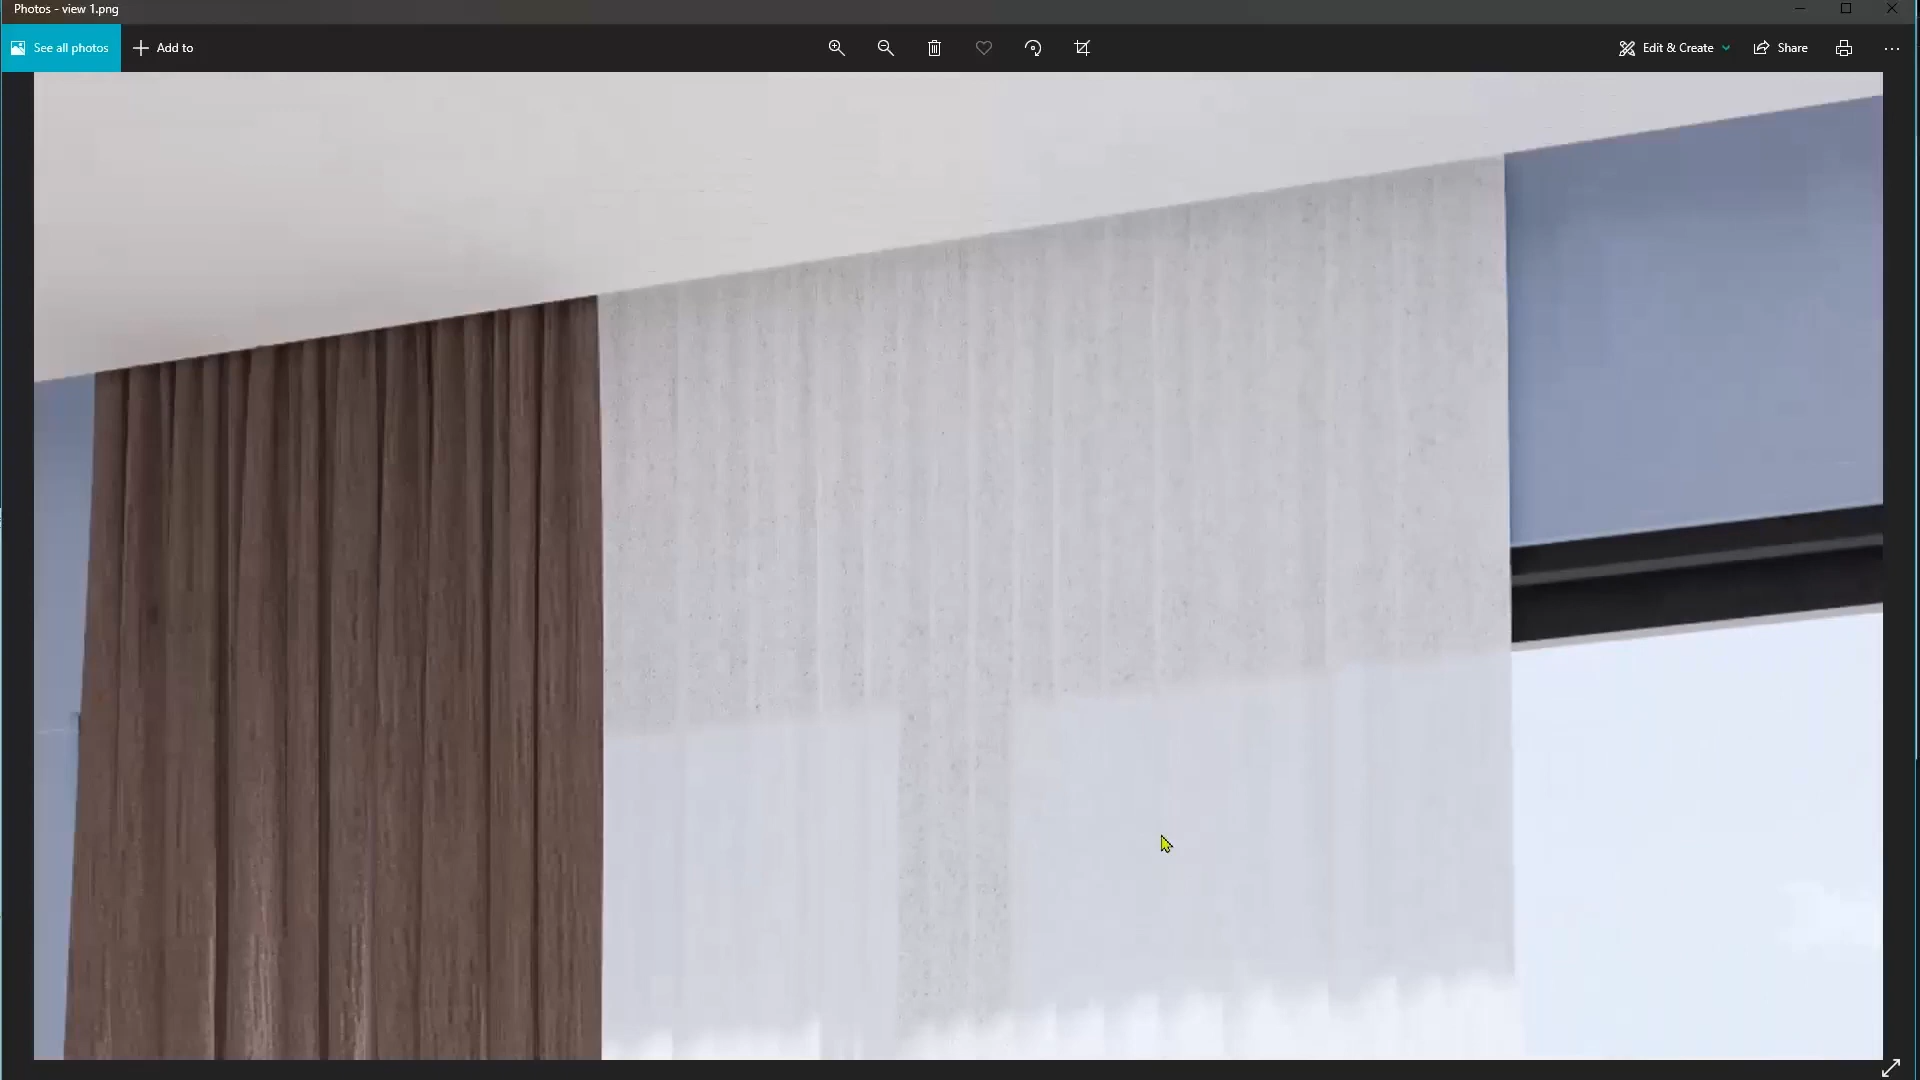 Photos - view 1.png
See all photos
Add to
Edit & Create
Share